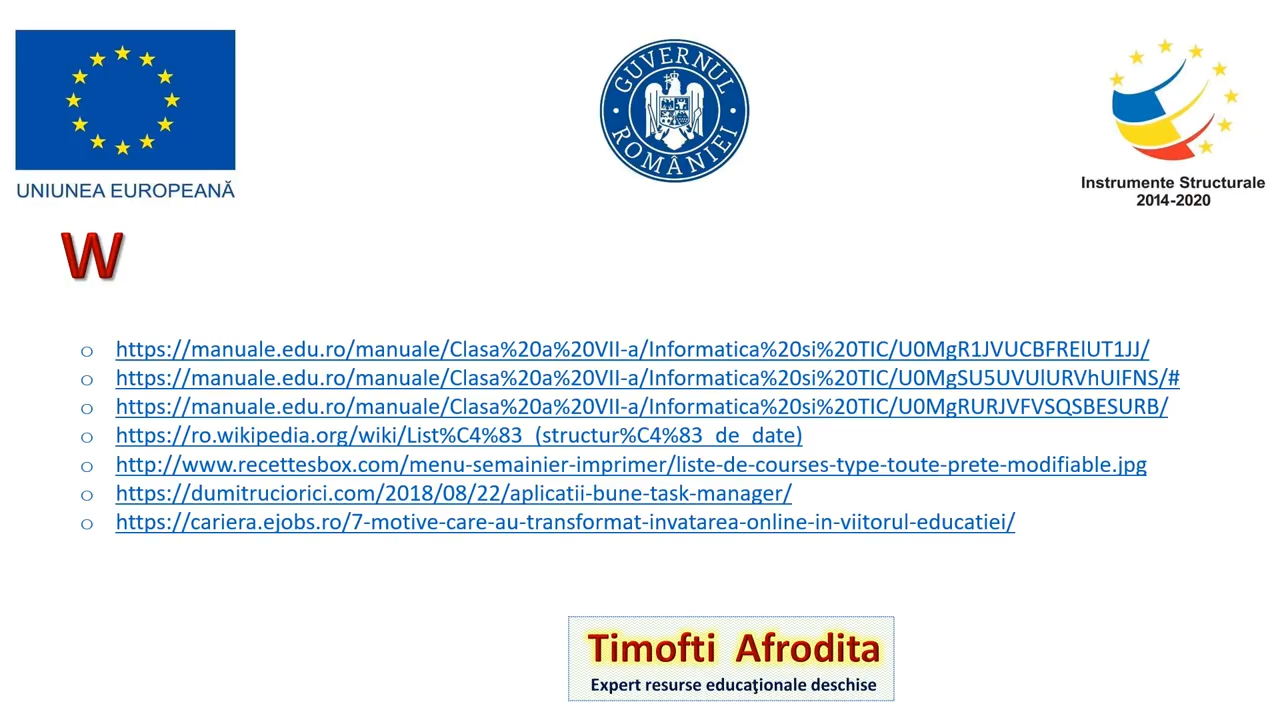 GUVERNUL ROMÂNIEI
UNIUNEA EUROPEANĂ
Instrumente Structurale
2014-2020
W
https://manuale.edu.ro/manuale/Clasa%20a%20VII-a/Informatica%20si%20TIC/U0MgR1JVUCBFRElUT1JJ/
https://manuale.edu.ro/manuale/Clasa%20a%20VII-a/Informatica%20si%20TIC/U0MgSU5UVUlURVhUIFNS/#
https://manuale.edu.ro/manuale/Clasa%20a%20VII-a/Informatica%20si%20TIC/U0MgRURJVFVSQSBESURB/
https://ro.wikipedia.org/wiki/List%C4%83_(structur%C4%83_de_date)
http://www.recettesbox.com/menu-semainier-imprimer/liste-de-courses-type-toute-prete-modifiable.jpg
https://dumitruciorici.com/2018/08/22/aplicatii-bune-task-manager/
https://cariera.ejobs.ro/7-motive-care-au-transformat-invatarea-online-in-viitorul-educatiei/
Timofti Afrodita
Expert resurse educaţionale deschise